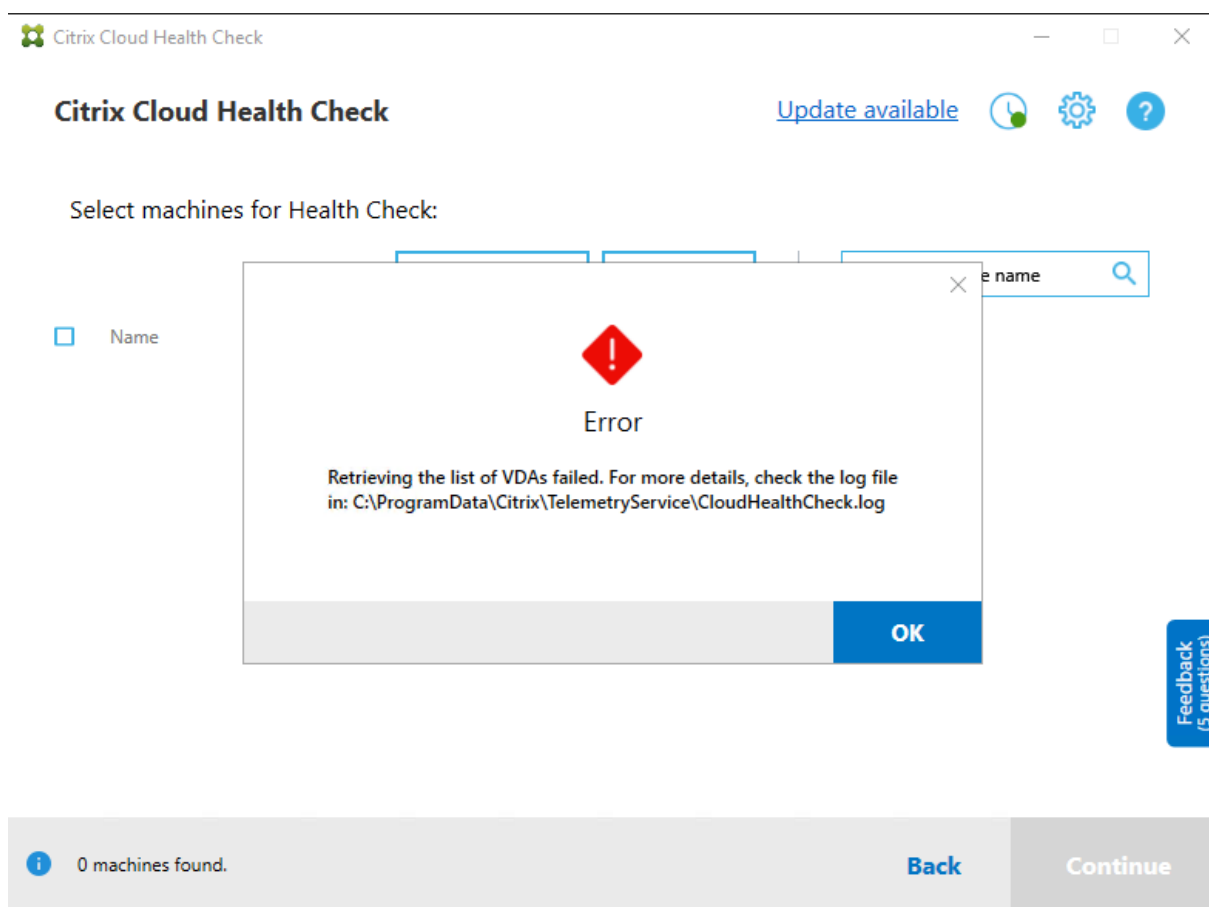 Citrix Cloud Health Check
Citrix Cloud Health Check
Update available
?
Select machines for Health Check:
e name
Name
!
Error
Retrieving the list of VDAs failed. For more details, check the log file
in: C:\ProgramData\Citrix\TelemetryService\CloudHealthCheck.log
OK
Feedback
(5 questions)
i
0 machines found.
Back
Continue